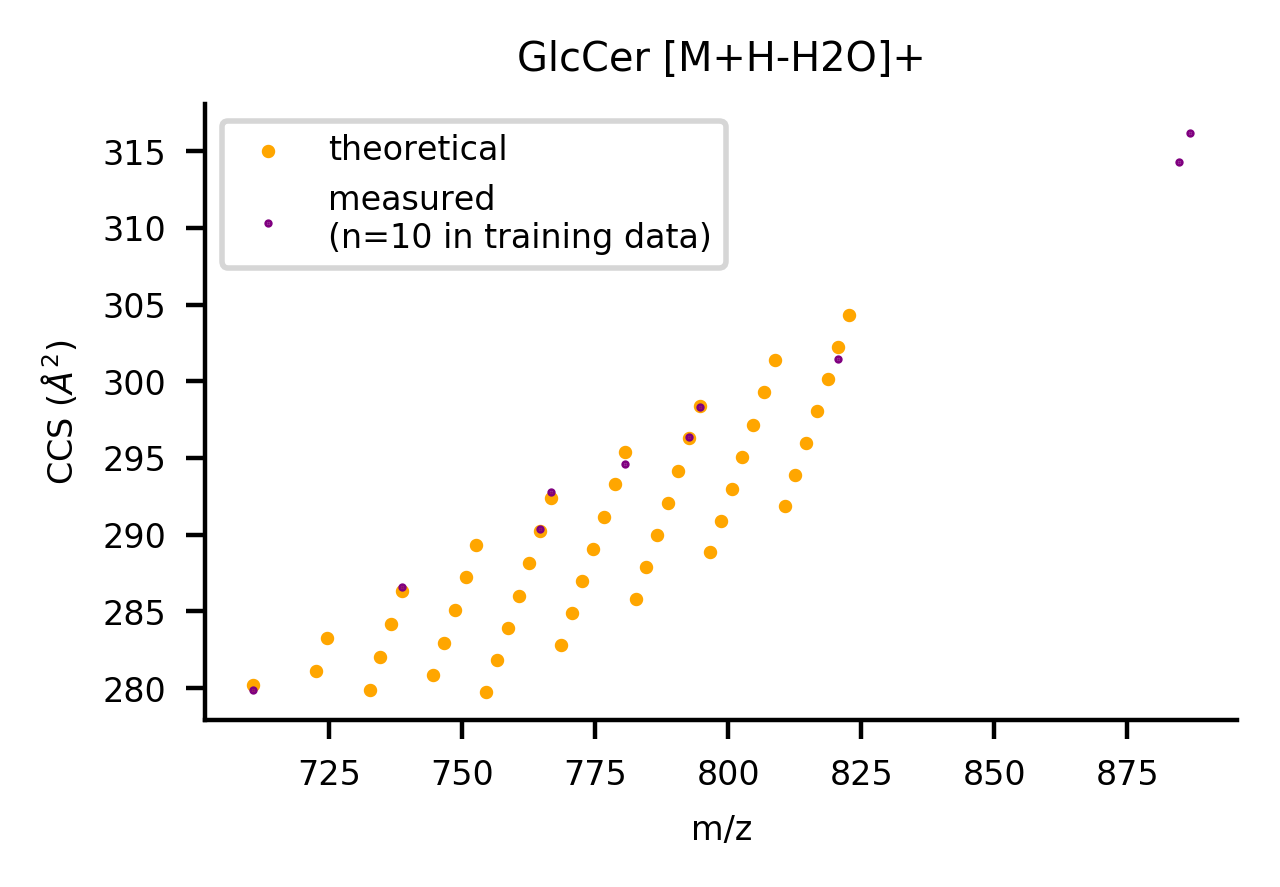 GlcCer [M+H-H2O]+
theoretical
measured
(n=10 in training data)
315
310
305
300
295
290
285
280
CCS (Å²)
725 750 775 800 825 850 875
m/z